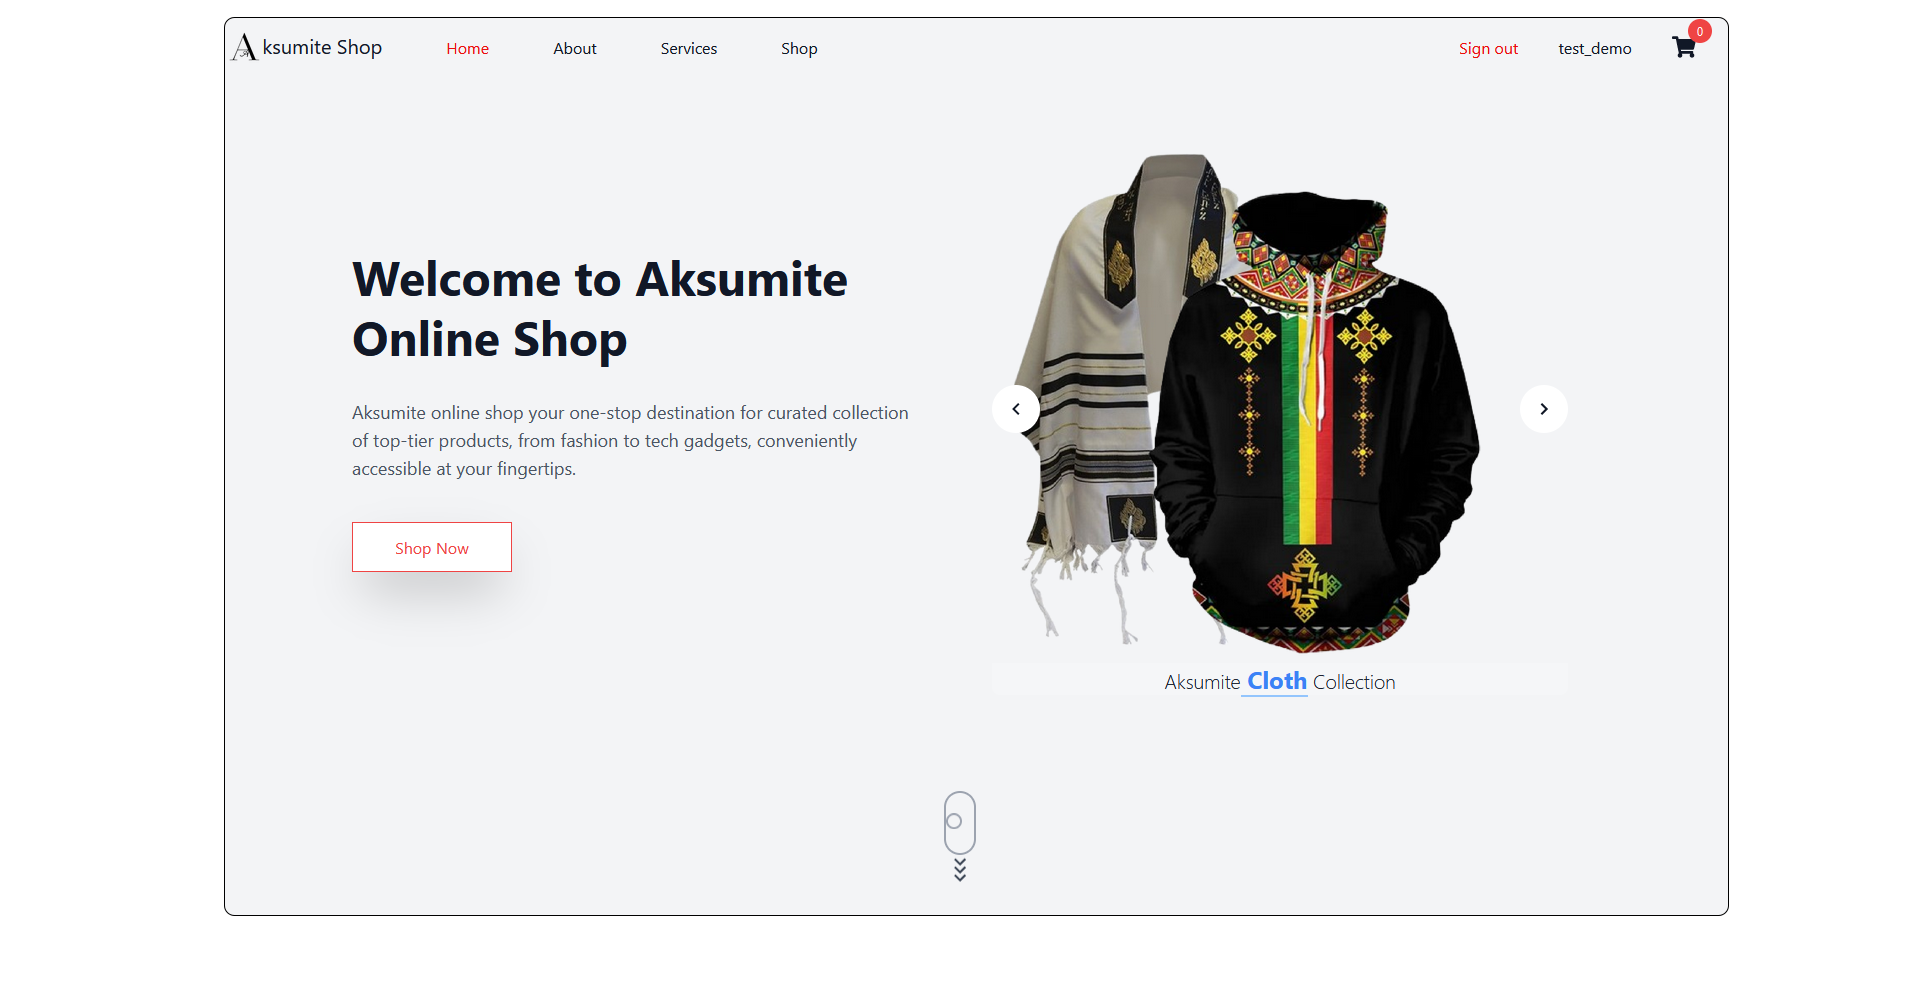 Aksumite Shop
Home
About
Services
Shop
Sign out
test_demo
0
Welcome to Aksumite
Online Shop
Aksumite online shop your one-stop destination for curated collection
of top-tier products, from fashion to tech gadgets, conveniently
accessible at your fingertips.
Shop Now
Aksumite Cloth Collection